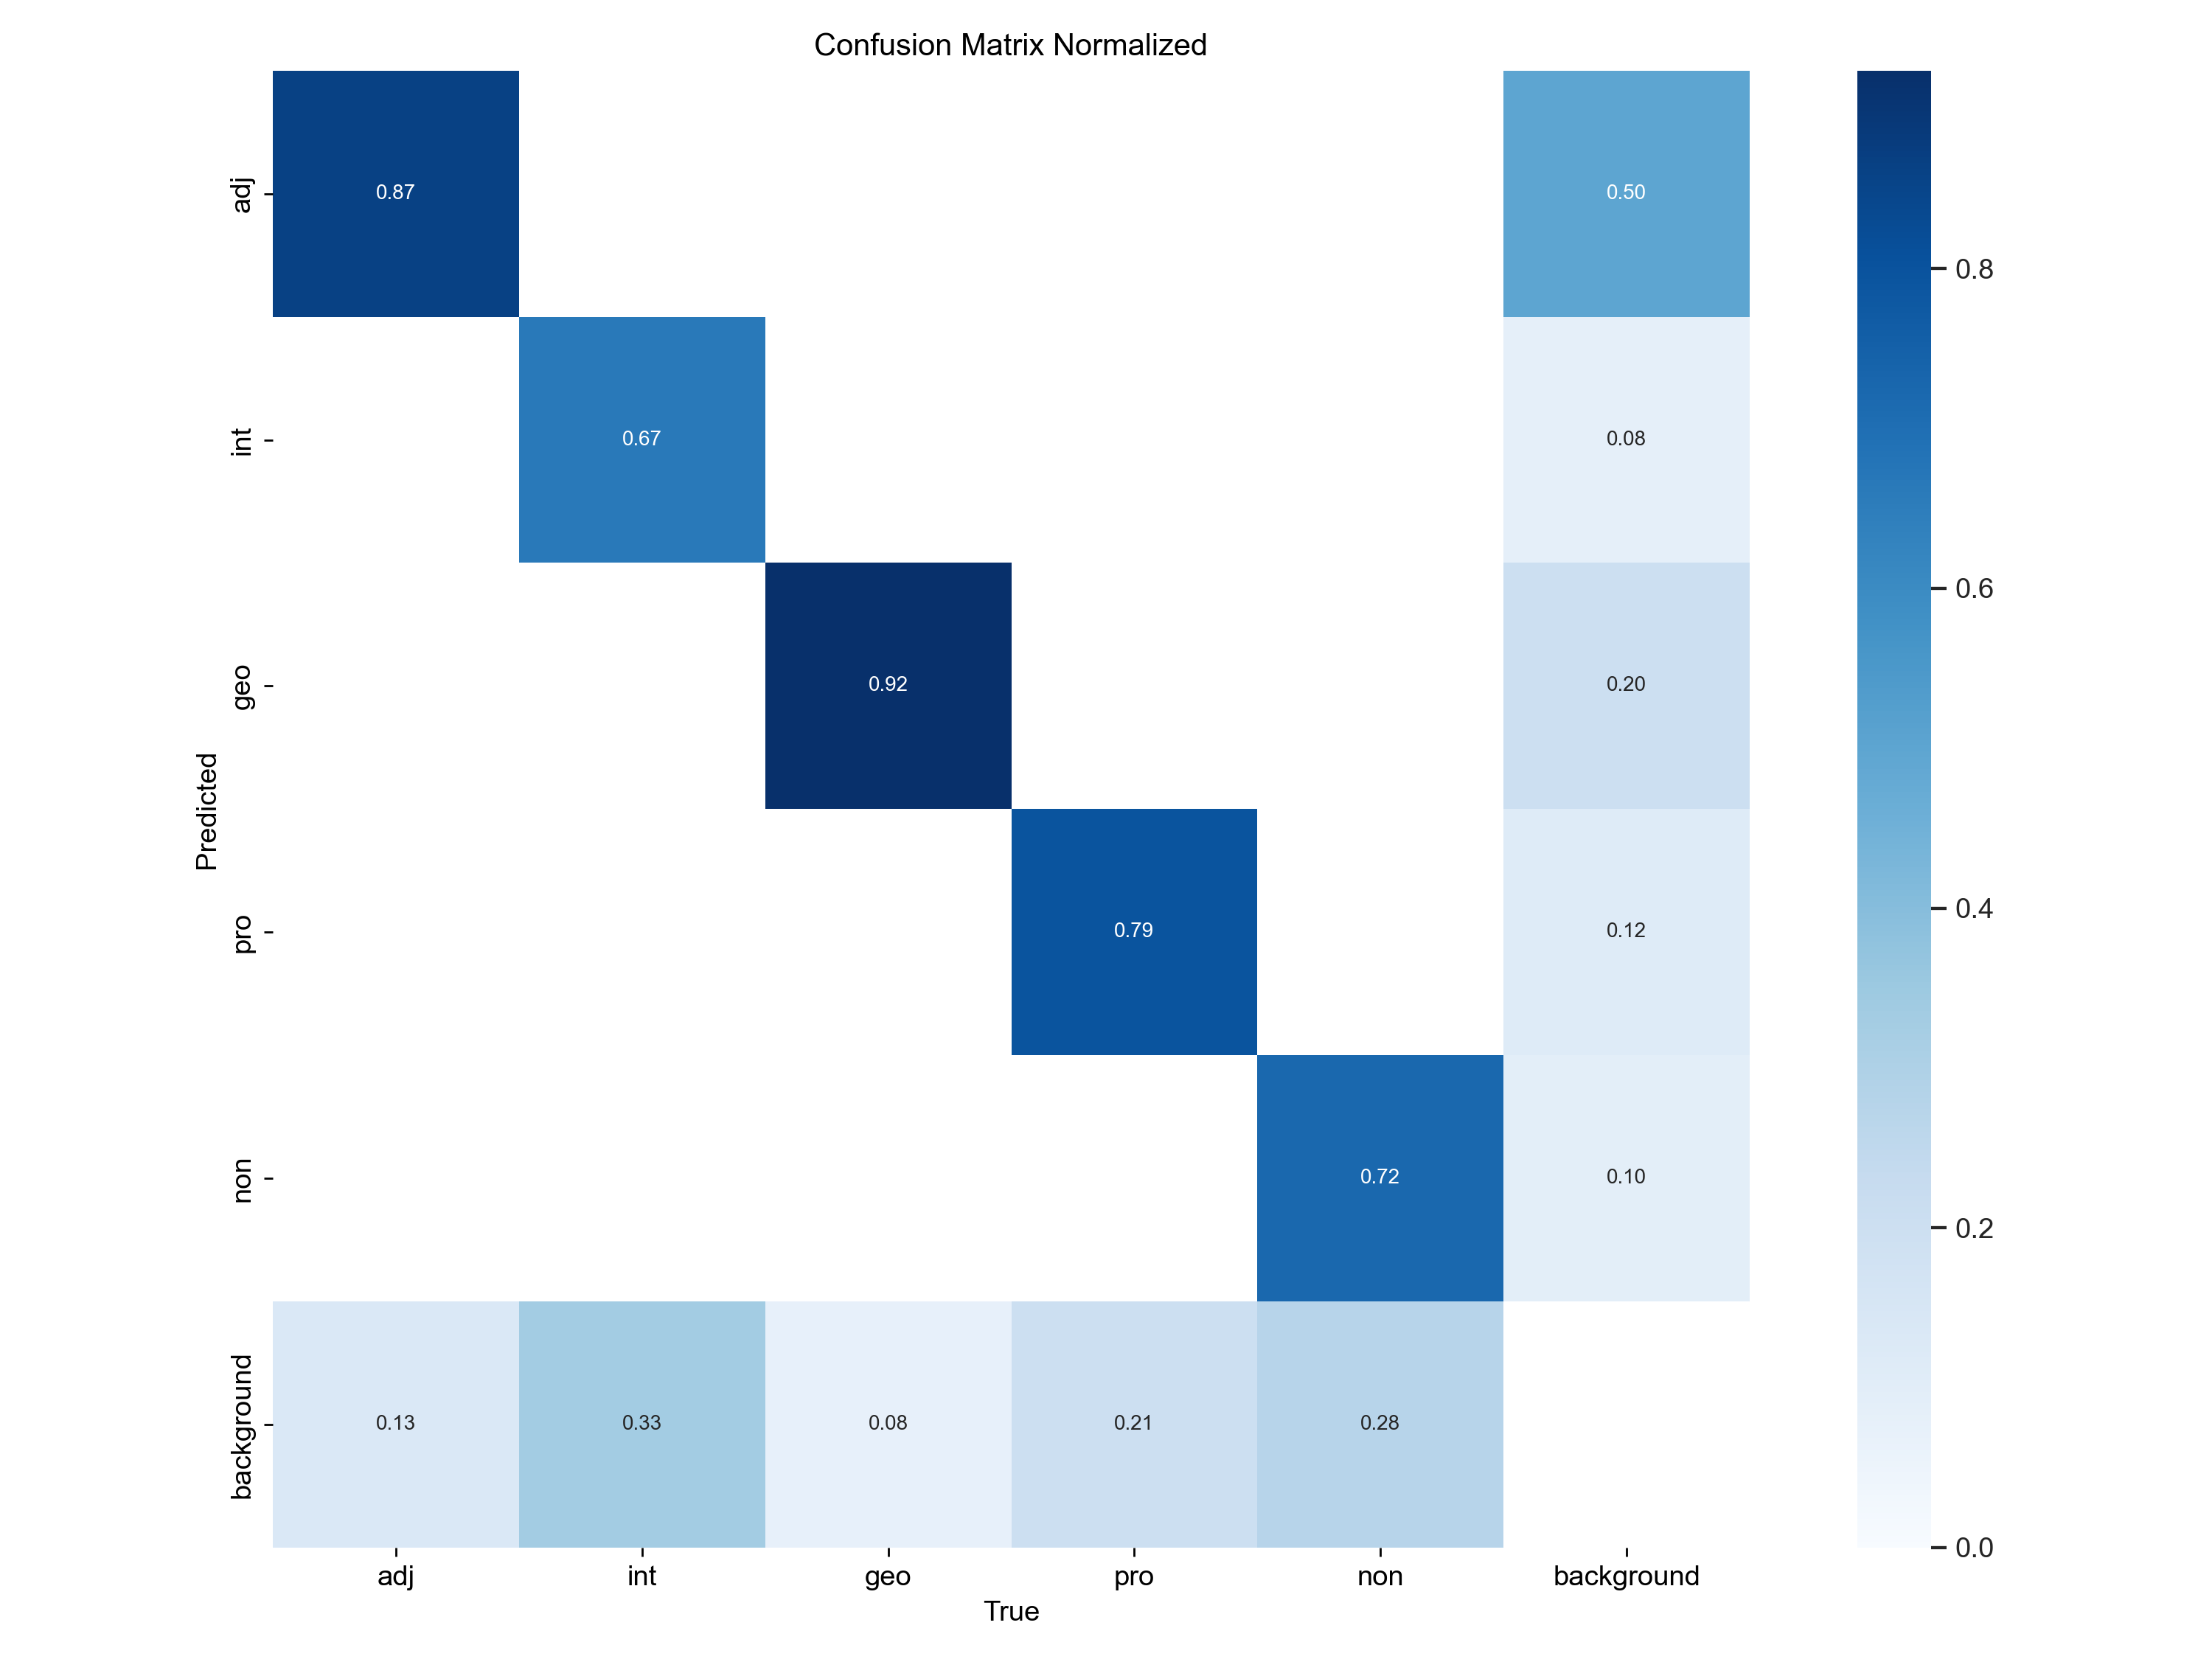 Confusion Matrix Normalized
adj
0.87
0.50
0.8
int
0.67
0.08
0.6
geo
0.92
0.20
Predicted
0.4
pro
0.79
0.12
non
0.72
0.10
0.2
background
0.13
0.33
0.08
0.21
0.28
0.0
adj int geo pro non background
True